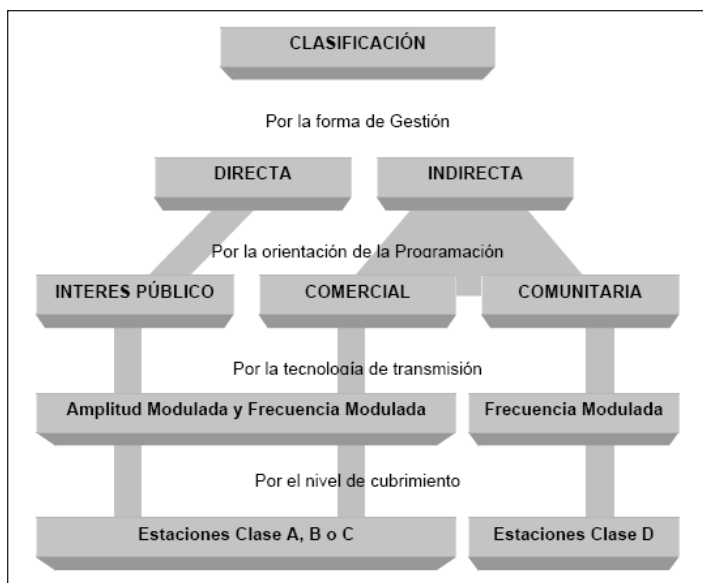 CLASIFICACIÓN
Por la forma de Gestión
DIRECTA
INDIRECTA
Por la orientación de la Programación
INTERES PÚBLICO
COMERCIAL
COMUNITARIA
Por la tecnología de transmisión
Amplitud Modulada y Frecuencia Modulada
Frecuencia Modulada
Por el nivel de cubrimiento
Estaciones Clase A, B o C
Estaciones Clase D